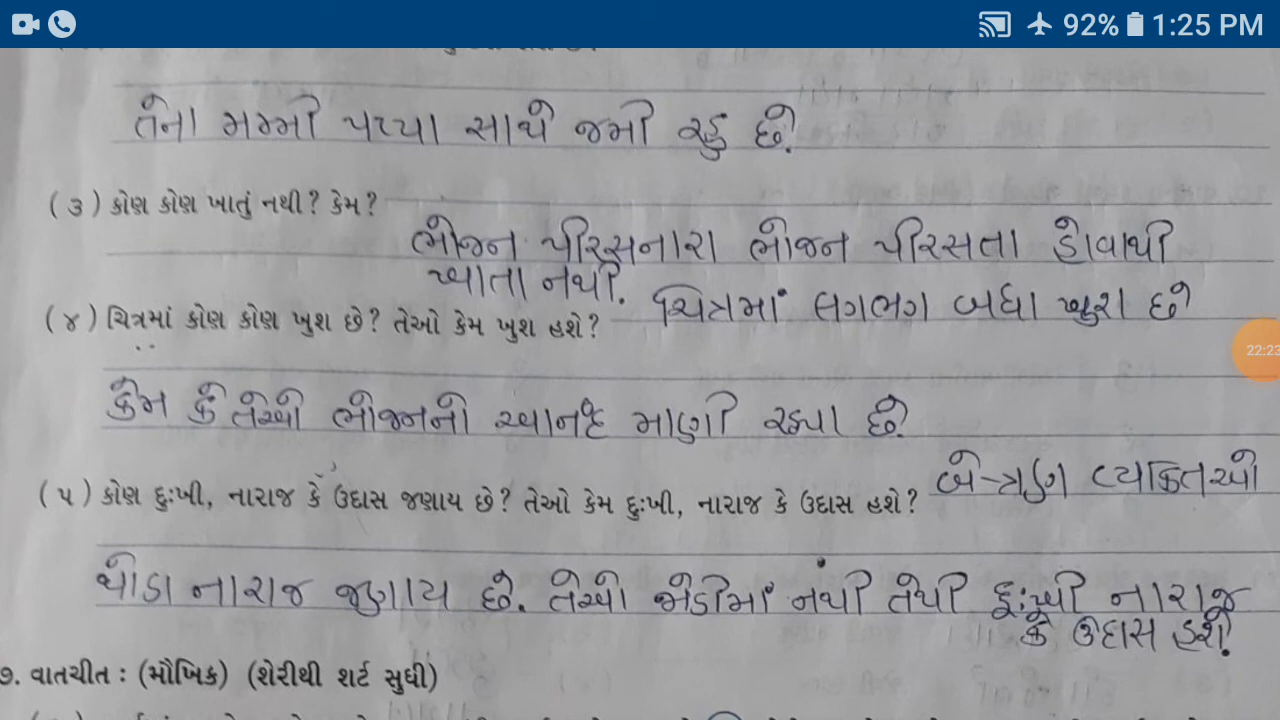 92% 1:25 PM
તેના મમ્મી પપ્પા સાથે જમી રહ્યુ છે.
(૩) કોણ કોણ ખાતું નથી? કેમ?
ભોજન પીરસનારા ભોજન પીરસતા હોવાથી
ખાતા નથી.
ચિત્રમાં લગભગ બધા ખુશ છે
(૪) ચિત્રમાં કોણ કોણ ખુશ છે? તેઓ કેમ ખુશ હશે?
કેમ કે તેઓ ભોજનનો આનંદ માણી રહ્યા છે.
બે-ત્રણ વ્યક્તિઓ
(૫) કોણ દુઃખી, નારાજ કે ઉદાસ જણાય છે? તેઓ કેમ દુઃખી, નારાજ કે ઉદાસ હશે?
થોડા નારાજ જણાય છે. તેઓ જોડીમાં નથી તેથી દુઃખી નારાજ
કે ઉદાસ હશે.
૭. વાતચીત : (મૌખિક) (શેરીથી શર્ટ સુધી)
22:23